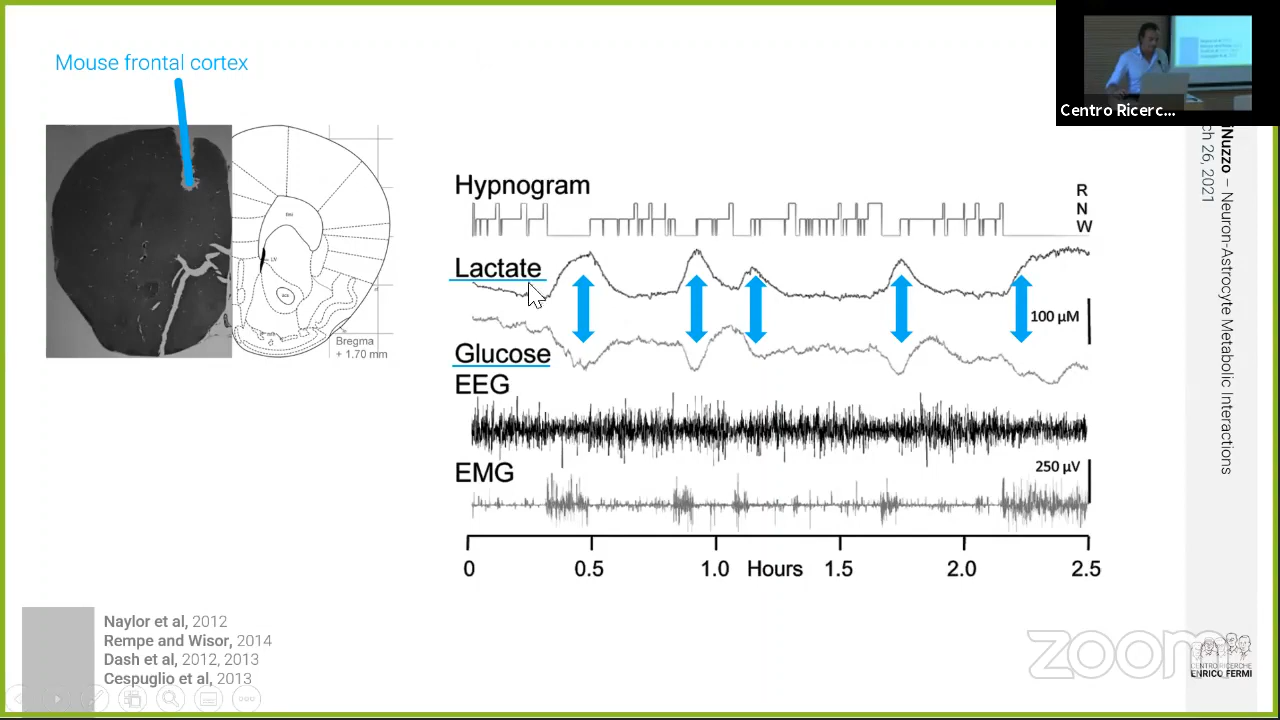 Mouse frontal cortex
Bregma
+ 1.70 mm
Hypnogram
R
N
W
Lactate
100 µM
Glucose
EEG
250 µV
EMG
0
0.5
1.0
Hours
1.5
2.0
2.5
Naylor et al, 2012
Rempe and Wisor, 2014
Dash et al, 2012, 2013
Cespuglio et al, 2013
Centro Ricerc...
iNuzzo – Neuron-Astrocyte Metabolic Interactions
ch 26, 2021
zoom
CENTRO RICERCHE
ENRICO FERMI